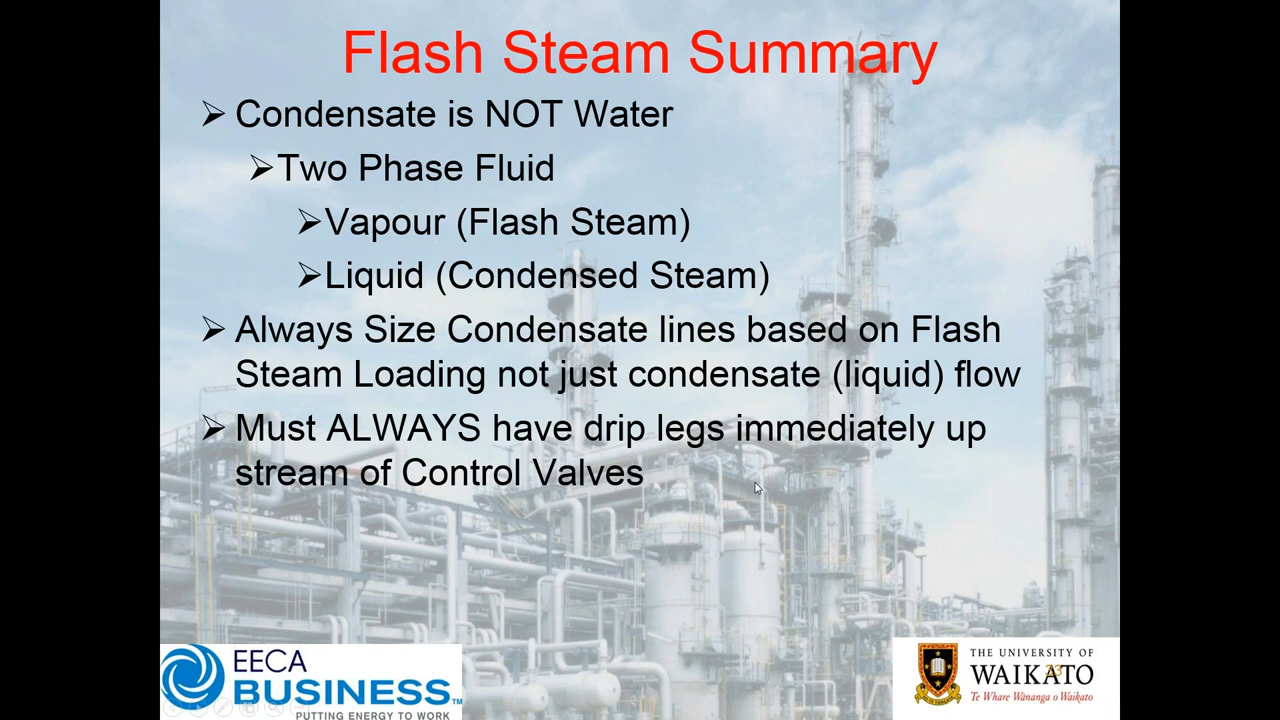 Flash Steam Summary
➢ Condensate is NOT Water
➢ Two Phase Fluid
➢ Vapour (Flash Steam)
➢ Liquid (Condensed Steam)
➢ Always Size Condensate lines based on Flash
Steam Loading not just condensate (liquid) flow
➢ Must ALWAYS have drip legs immediately up
stream of Control Valves
EECA
BUSINESS™
PUTTING ENERGY TO WORK
THE UNIVERSITY OF
WAIKATO
23
Te Whare Wānanga o Waikato